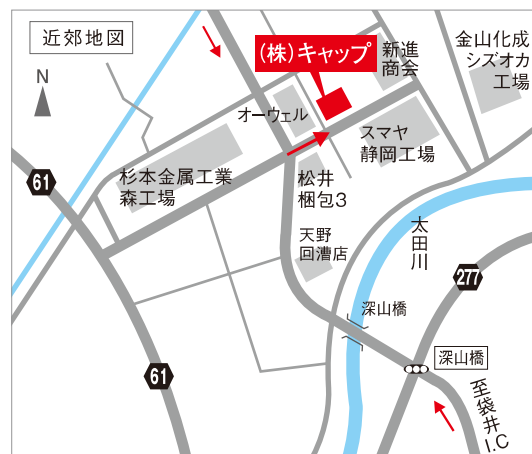 近郊地図
N
(株)キャップ
新進
商会
金山化成
シズオカ
工場
オーウェル
スマヤ
静岡工場
杉本金属工業
森工場
松井
梱包3
天野
回漕店
太田川
61
277
深山橋
深山橋
61
至袋井
I.C